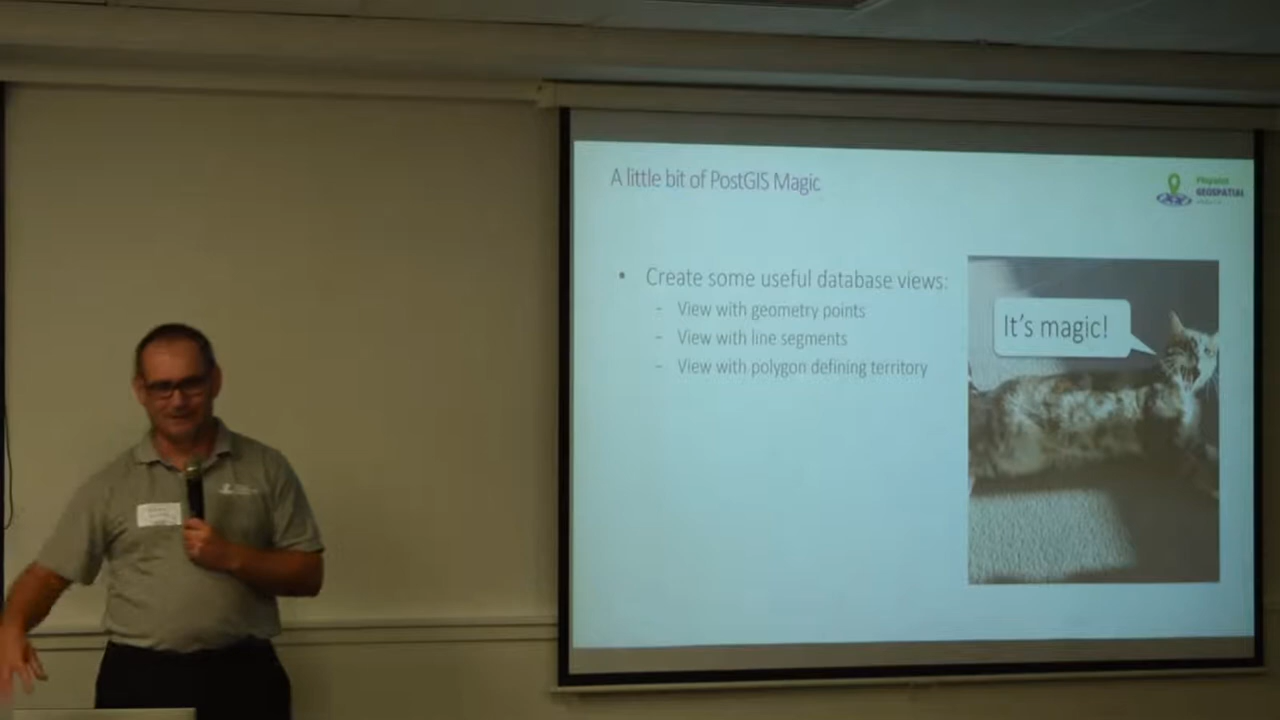 A little bit of PostGIS Magic
Pinpoint
GEOSPATIAL
• Create some useful database views:
- View with geometry points
- View with line segments
- View with polygon defining territory
It's magic!